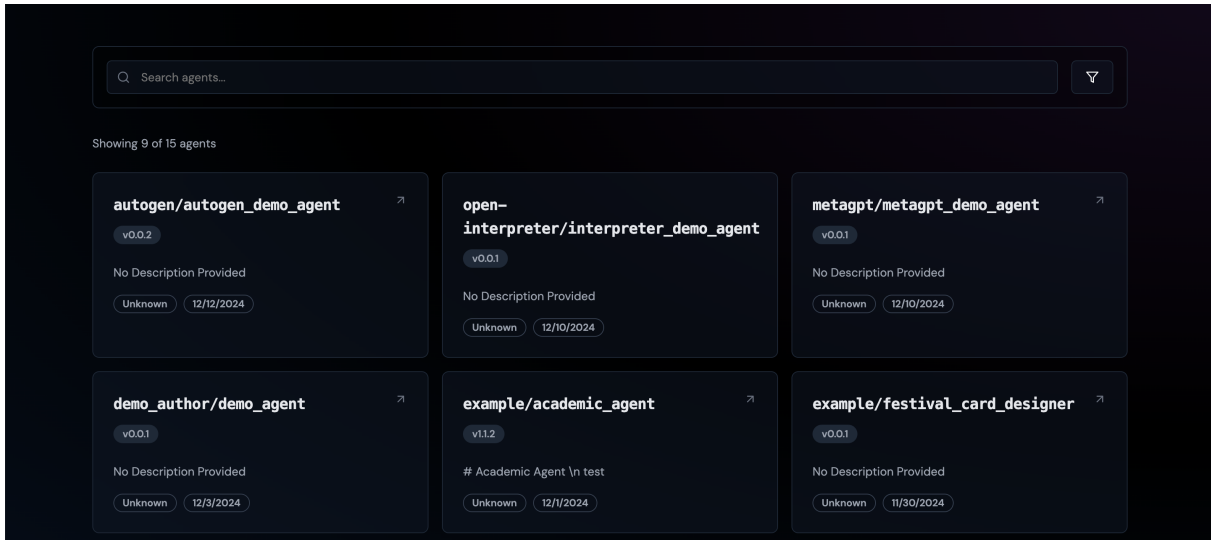 Search agents...
Showing 9 of 15 agents
autogen/autogen_demo_agent
v0.0.2
No Description Provided
Unknown 12/12/2024
open-
interpreter/interpreter_demo_agent
v0.0.1
No Description Provided
Unknown 12/10/2024
metagpt/metagpt_demo_agent
v0.0.1
No Description Provided
Unknown 12/10/2024
demo_author/demo_agent
v0.0.1
No Description Provided
Unknown 12/3/2024
example/academic_agent
v1.1.2
# Academic Agent \n test
Unknown 12/1/2024
example/festival_card_designer
v0.0.1
No Description Provided
Unknown 11/30/2024